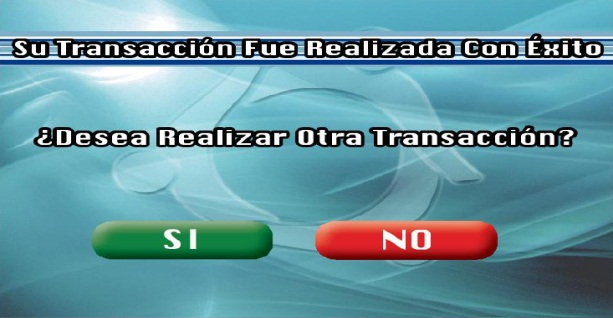 Su Transacción Fue Realizada Con Éxito
¿Desea Realizar Otra Transacción?
SI NO